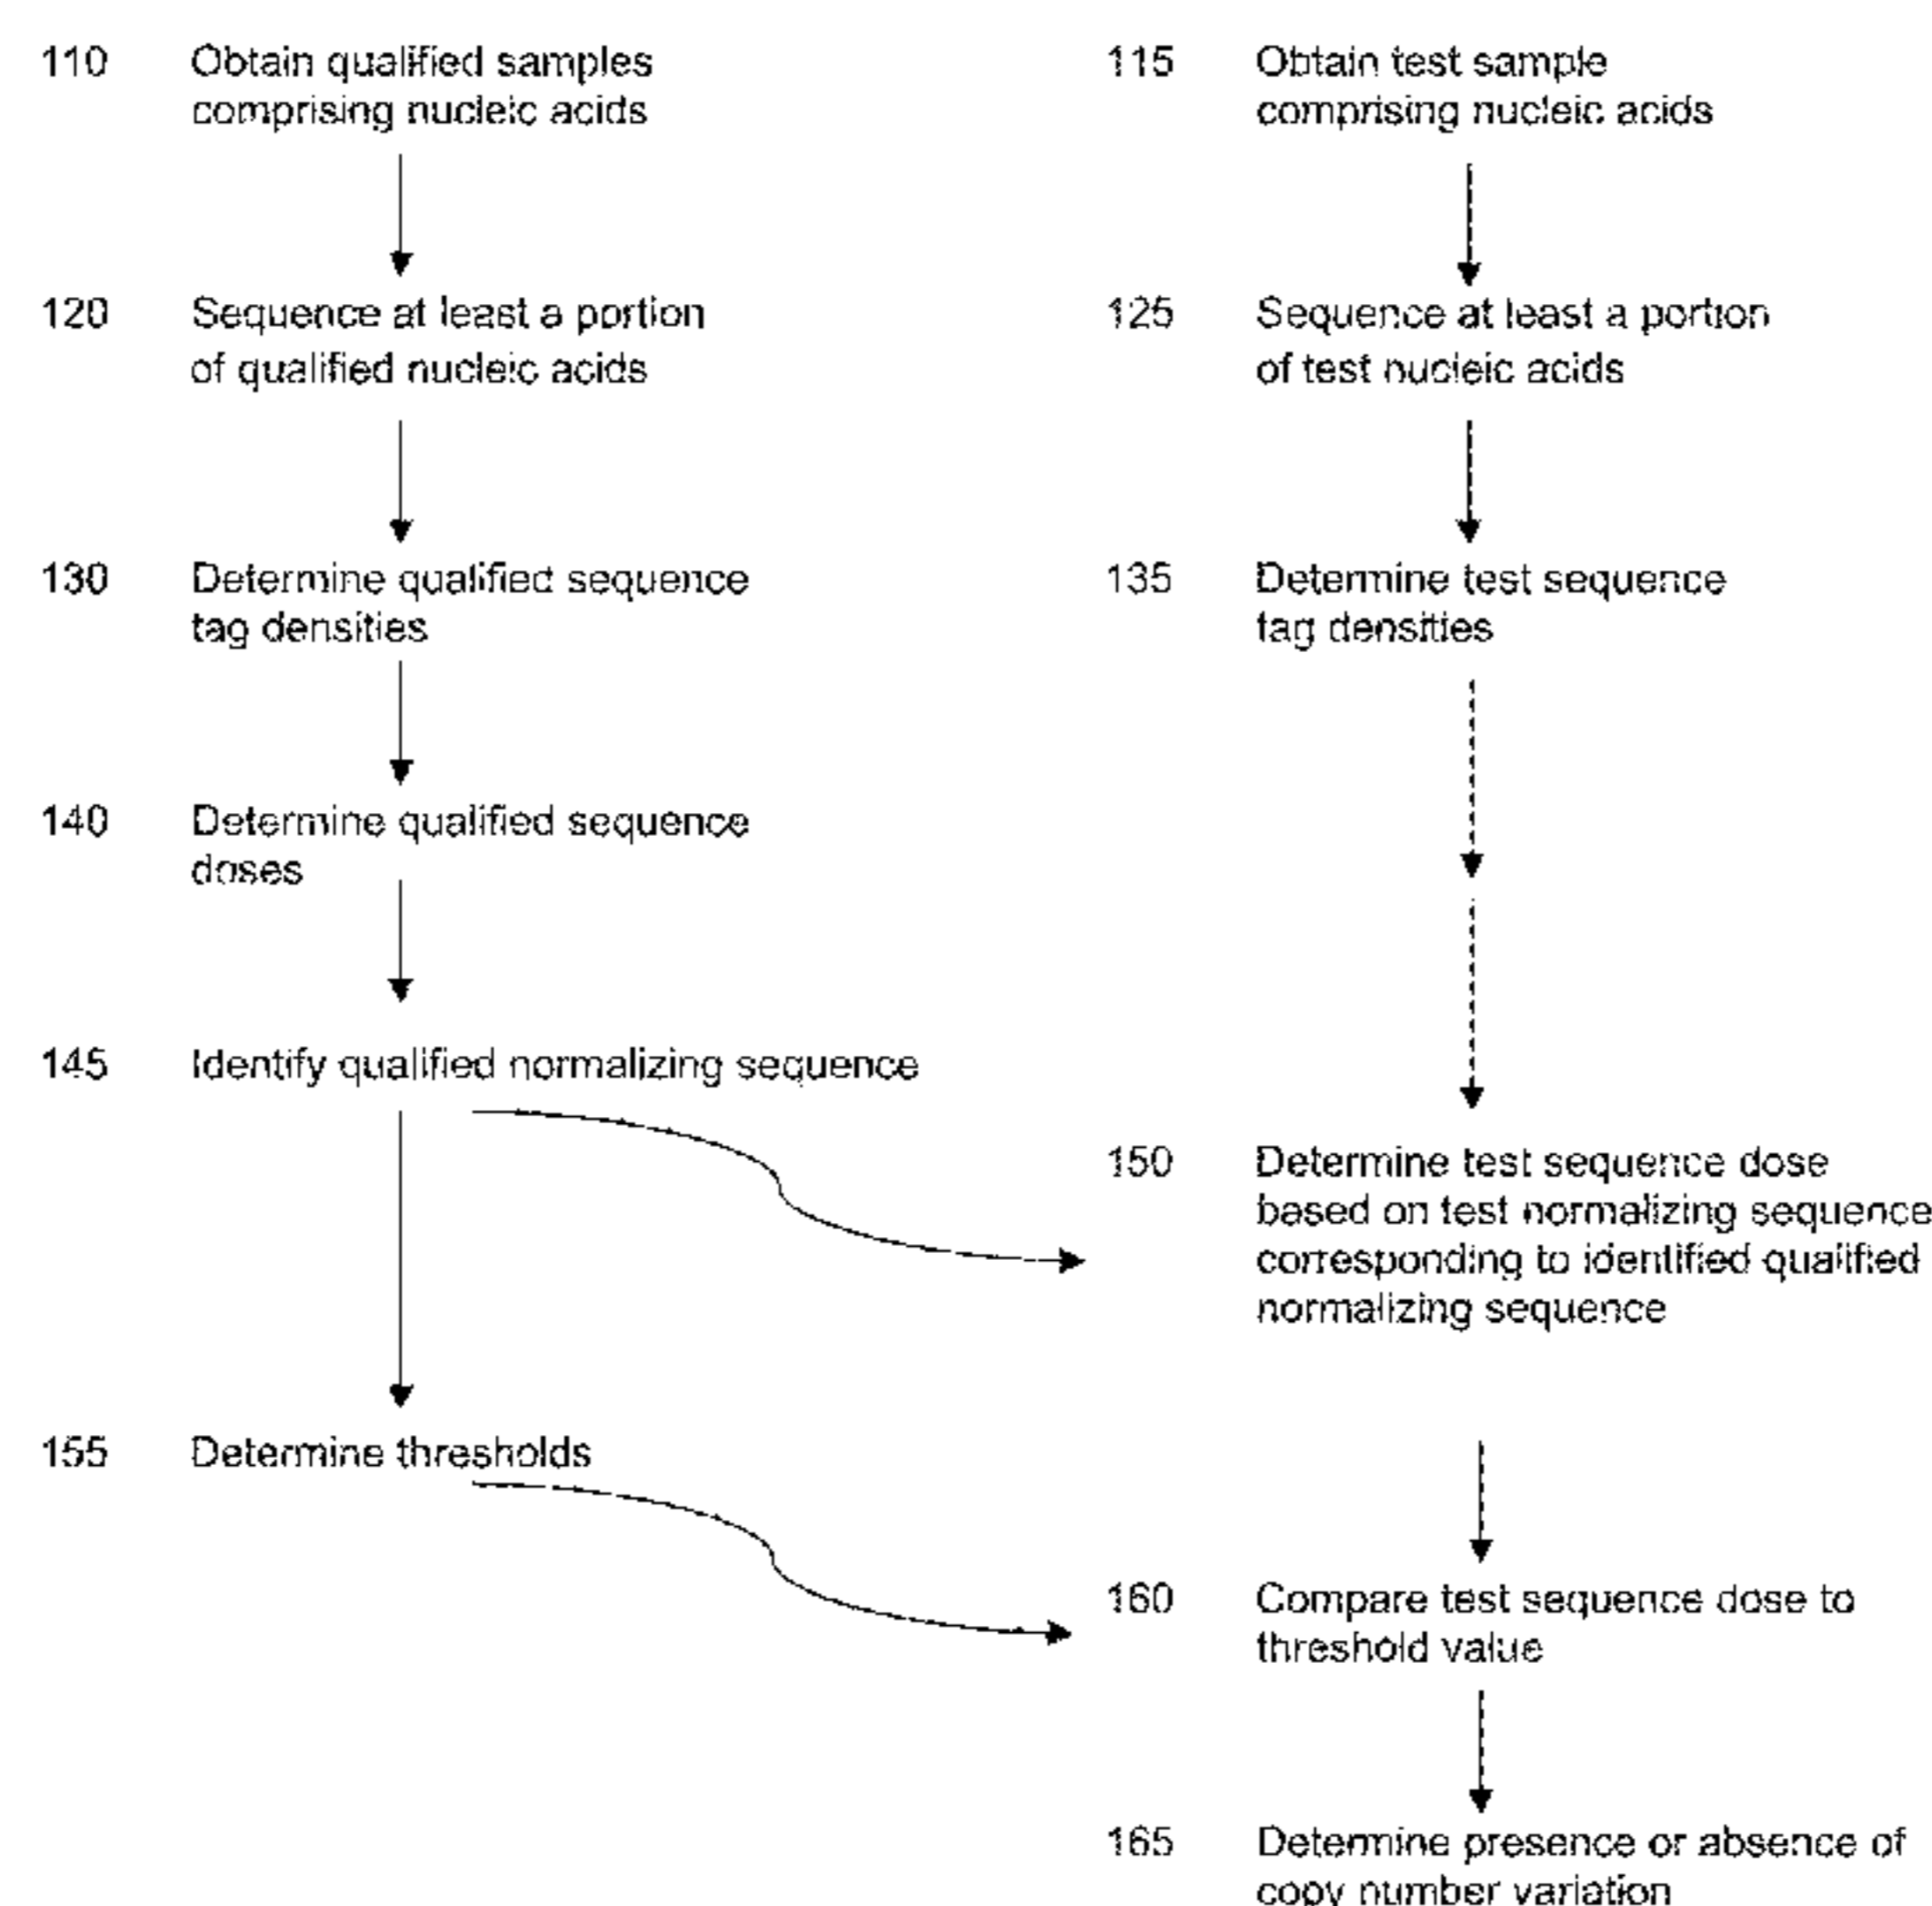 110 Obtain qualified samples
comprising nucleic acids
120 Sequence at least a portion
of qualified nucleic acids
130 Determine qualified sequence
tag densities
140 Determine qualified sequence
doses
145 Identify qualified normalizing sequence
155 Determine thresholds
115 Obtain test sample
comprising nucleic acids
125 Sequence at least a portion
of test nucleic acids
135 Determine test sequence
tag densities
150 Determine test sequence dose
based on test normalizing sequence
corresponding to identified qualified
normalizing sequence
160 Compare test sequence dose to
threshold value
165 Determine presence or absence of
copy number variation